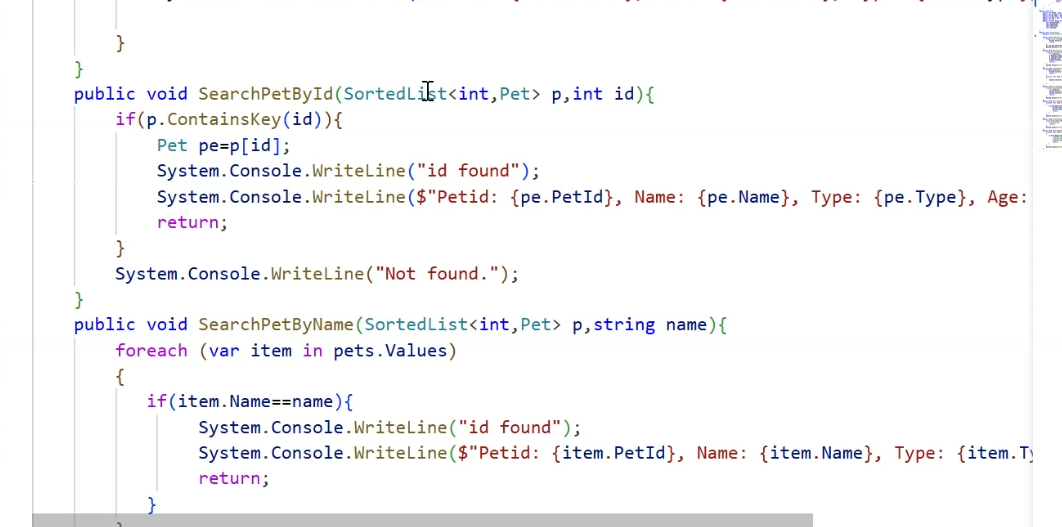 }
}
public void SearchPetById(SortedList<int,Pet> p,int id){
if(p.ContainsKey(id)){
Pet pe=p[id];
System.Console.WriteLine("id found");
System.Console.WriteLine($"Petid: {pe.PetId}, Name: {pe.Name}, Type: {pe.Type}, Age:
return;
}
System.Console.WriteLine("Not found.");
}
public void SearchPetByName(SortedList<int,Pet> p,string name){
foreach (var item in pets.Values)
{
if(item.Name==name){
System.Console.WriteLine("id found");
System.Console.WriteLine($"Petid: {item.PetId}, Name: {item.Name}, Type: {item.Ty
return;
}